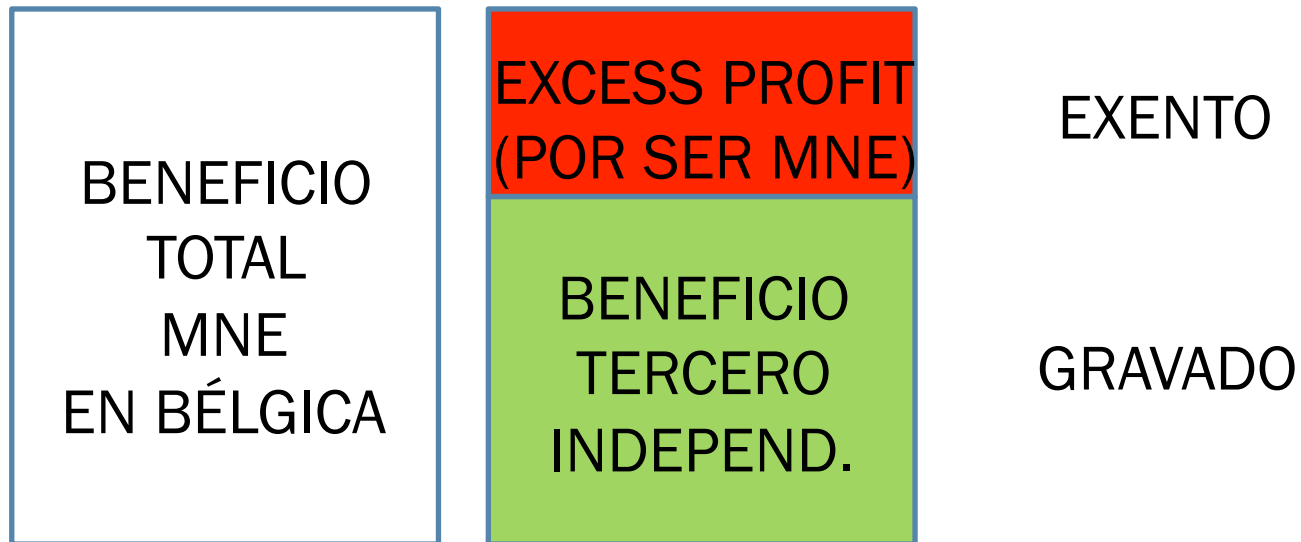 BENEFICIO
TOTAL
MNE
EN BÉLGICA
EXCESS PROFIT
(POR SER MNE)
BENEFICIO
TERCERO
INDEPEND.
EXENTO
GRAVADO